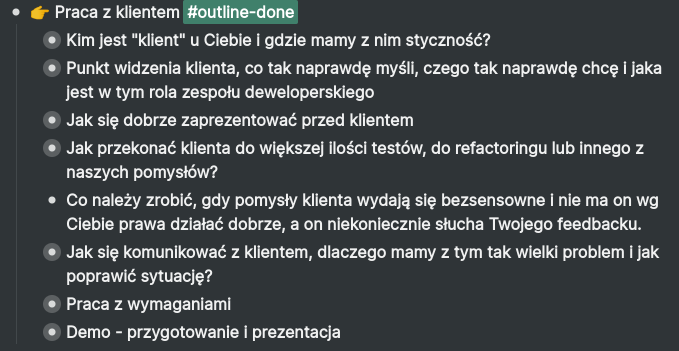 👉 Praca z klientem #outline-done
Kim jest "klient" u Ciebie i gdzie mamy z nim styczność?
Punkt widzenia klienta, co tak naprawdę myśli, czego tak naprawdę chcę i jaka
jest w tym rola zespołu deweloperskiego
Jak się dobrze zaprezentować przed klientem
Jak przekonać klienta do większej ilości testów, do refactoringu lub innego z
naszych pomysłów?
Co należy zrobić, gdy pomysły klienta wydają się bezsensowne i nie ma on wg
Ciebie prawa działać dobrze, a on niekoniecznie słucha Twojego feedbacku.
Jak się komunikować z klientem, dlaczego mamy z tym tak wielki problem i jak
poprawić sytuację?
Praca z wymaganiami
Demo - przygotowanie i prezentacja